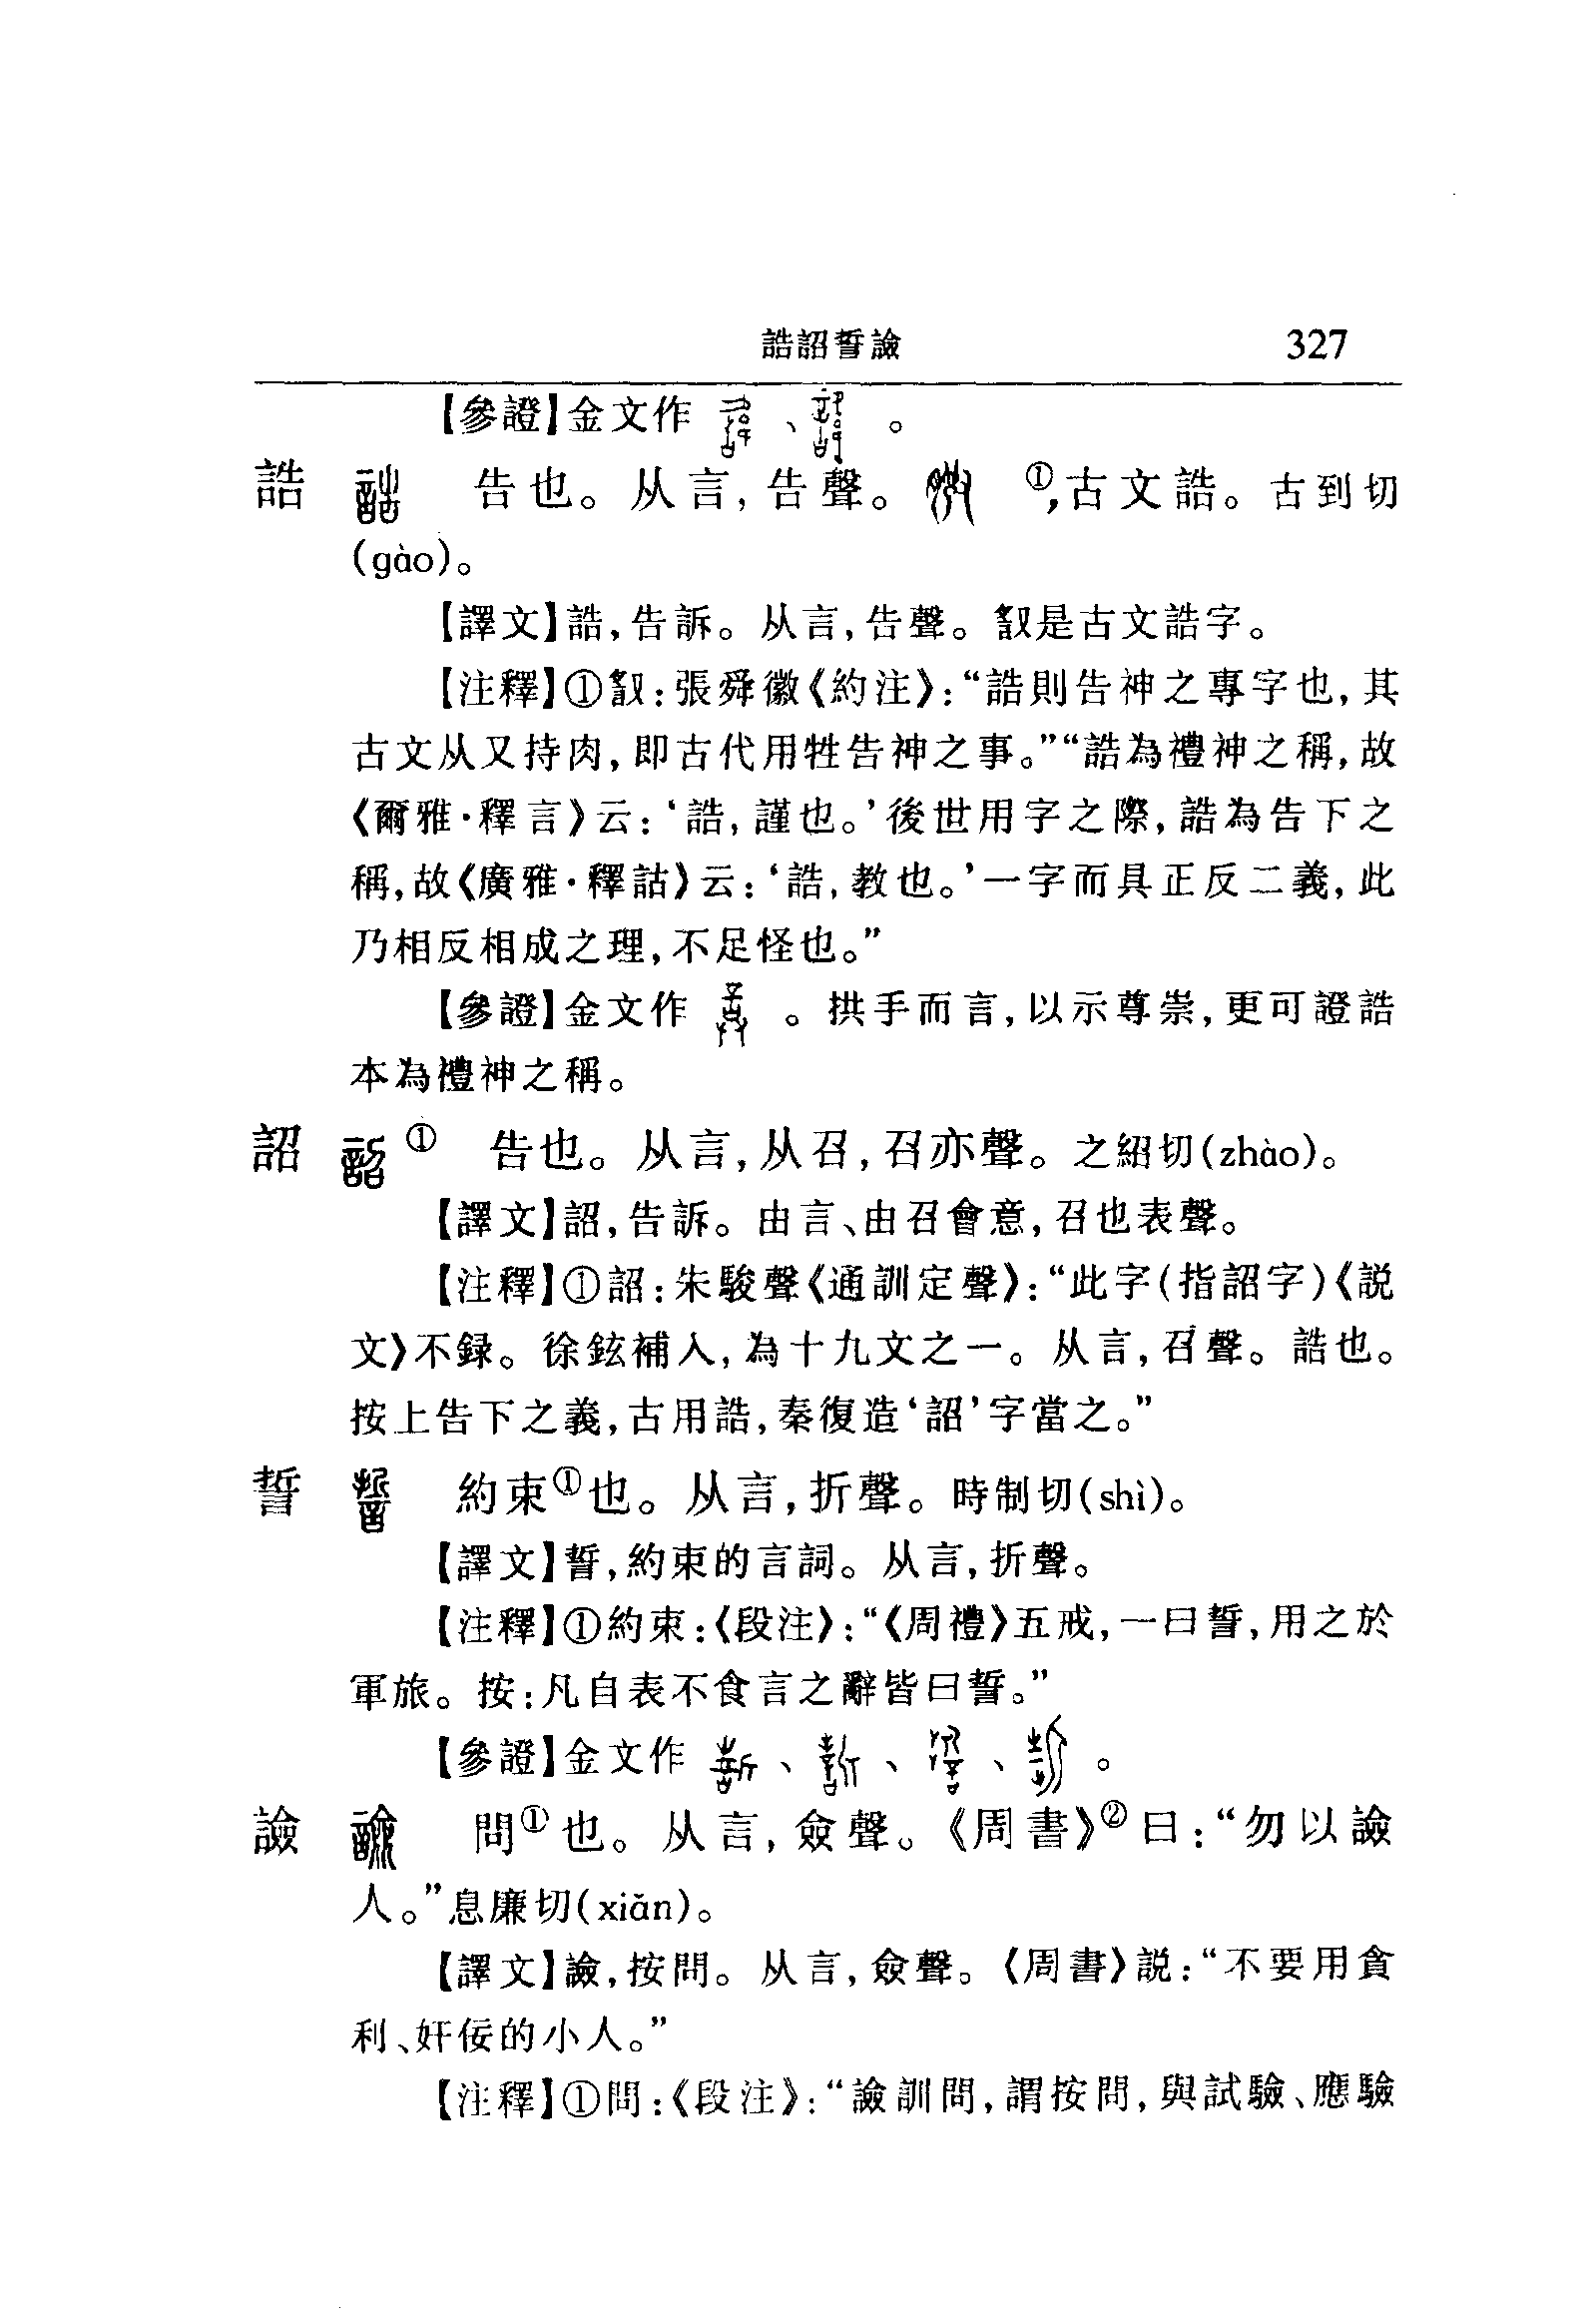 誥詔誓譣 327
【參證】金文作 、 。
誥 告也。从言，告聲。 ①，古文誥。古到切
(gào)。
【譯文】誥，告訴。从言，告聲。是古文誥字。
【注釋】①：張舜徽《約注》：“誥則告神之專字也，其
古文从又持肉，即古代用牲告神之事。”“誥為禮神之稱，故
《爾雅·釋言》云：‘誥，謹也。’後世用字之際，誥為告下之
稱，故《廣雅·釋詁》云：‘誥，教也。’一字而具正反二義，此
乃相反相成之理，不足怪也。”
【參證】金文作 。拱手而言，以示尊崇，更可證誥
本為禮神之稱。
詔 ① 告也。从言，从召，召亦聲。之紹切(zhào)。
【譯文】詔，告訴。由言、由召會意，召也表聲。
【注釋】①詔：朱駿聲《通訓定聲》：“此字(指詔字)《説
文》不録。徐鉉補入，為十九文之一。从言，召聲。誥也。
按上告下之義，古用誥，秦復造‘詔’字當之。”
誓 約束①也。从言，折聲。時制切(shì)。
【譯文】誓，約束的言詞。从言，折聲。
【注釋】①約束：《段注》：“《周禮》五戒，一曰誓，用之於
軍旅。按：凡自表不食言之辭皆曰誓。”
【參證】金文作 、 、 、 。
譣 問①也。从言，僉聲。《周書》②曰：“勿以譣
人。”息廉切(xiǎn)。
【譯文】譣，按問。从言，僉聲。《周書》説：“不要用貪
利、奸佞的小人。”
【注釋】①問：《段注》：“譣訓問，謂按問，與試驗、應驗